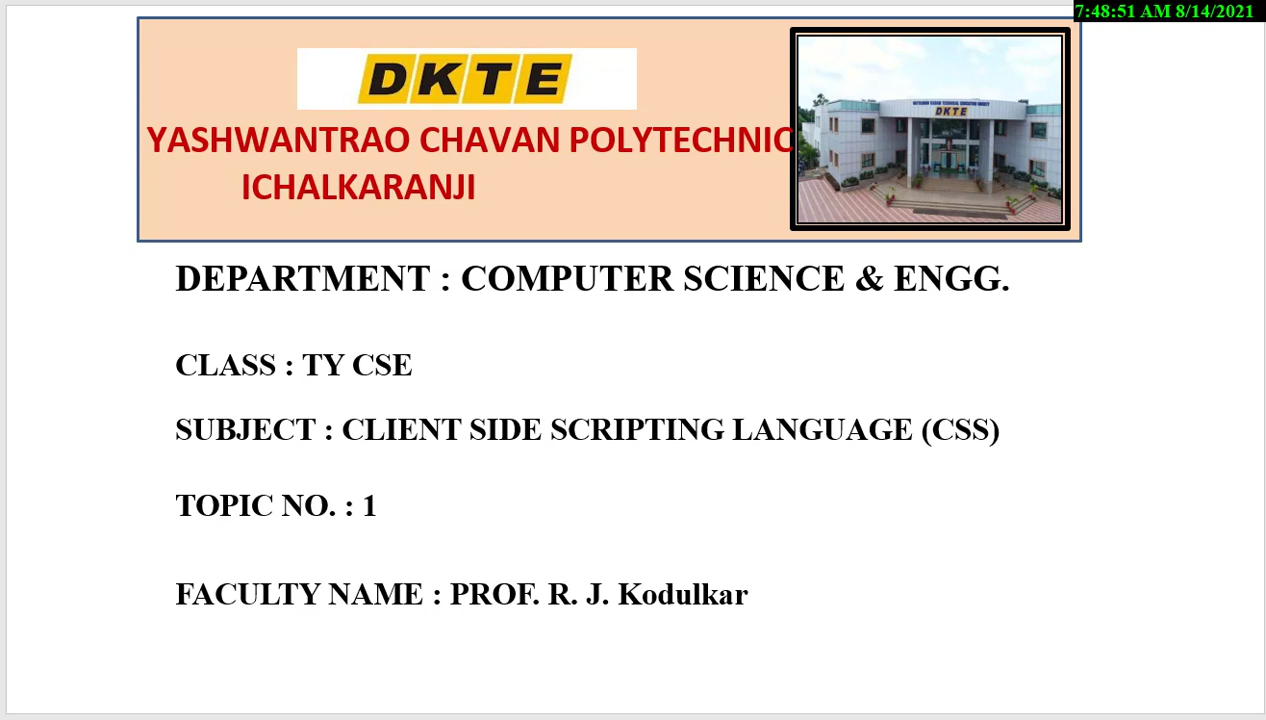 7:48:51 AM 8/14/2021
DKTE
YASHWANTRAO CHAVAN POLYTECHNIC
ICHALKARANJI
DKTE
DEPARTMENT : COMPUTER SCIENCE & ENGG.
CLASS : TY CSE
SUBJECT : CLIENT SIDE SCRIPTING LANGUAGE (CSS)
TOPIC NO. : 1
FACULTY NAME : PROF. R. J. Kodulkar